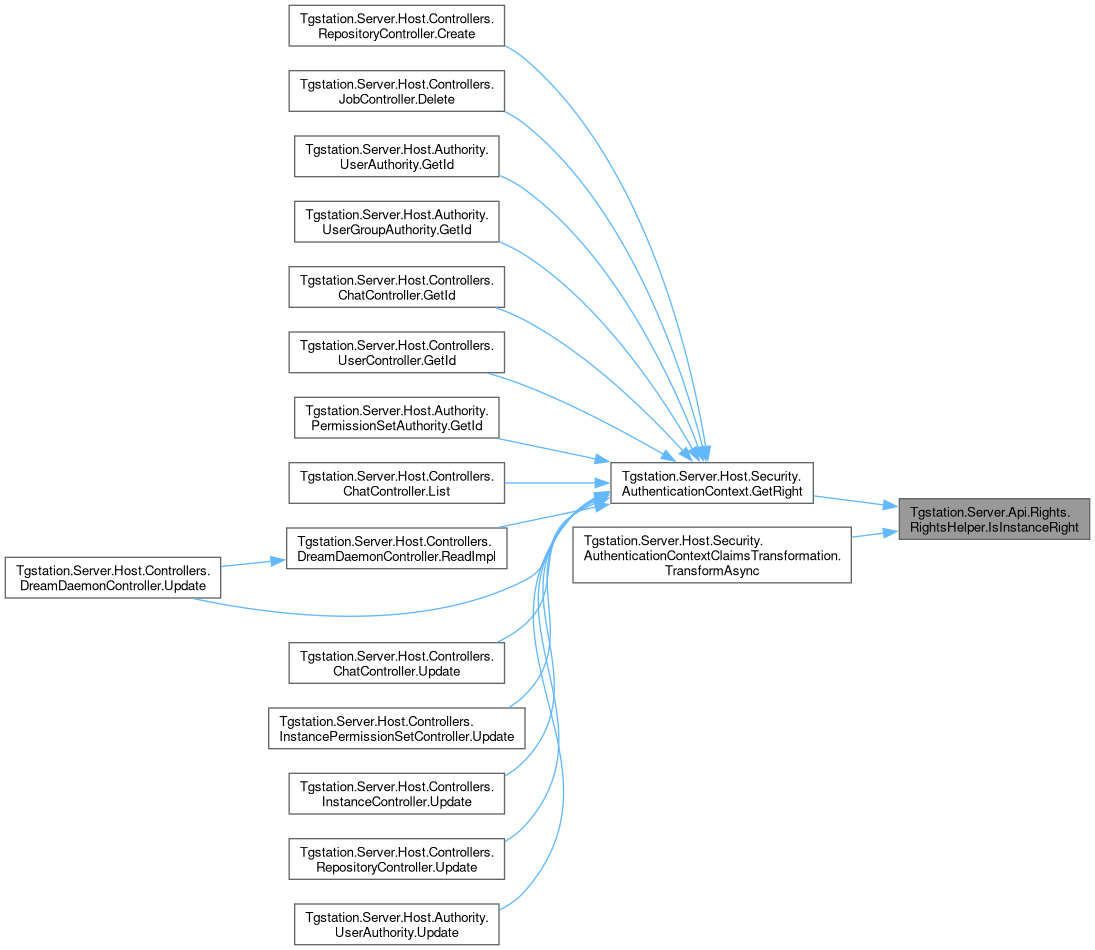 Tgstation.Server.Host.Controllers.
RepositoryController.Create
Tgstation.Server.Host.Controllers.
JobController.Delete
Tgstation.Server.Host.Authority.
UserAuthority.GetId
Tgstation.Server.Host.Authority.
UserGroupAuthority.GetId
Tgstation.Server.Host.Controllers.
ChatController.GetId
Tgstation.Server.Host.Controllers.
UserController.GetId
Tgstation.Server.Host.Authority.
PermissionSetAuthority.GetId
Tgstation.Server.Host.Controllers.
ChatController.List
Tgstation.Server.Host.Security.
AuthenticationContext.GetRight
Tgstation.Server.Api.Rights.
RightsHelper.IsInstanceRight
Tgstation.Server.Host.Controllers.
DreamDaemonController.ReadImpl
Tgstation.Server.Host.Security.
AuthenticationContextClaimsTransformation.
TransformAsync
Tgstation.Server.Host.Controllers.
DreamDaemonController.Update
Tgstation.Server.Host.Controllers.
ChatController.Update
Tgstation.Server.Host.Controllers.
InstancePermissionSetController.Update
Tgstation.Server.Host.Controllers.
InstanceController.Update
Tgstation.Server.Host.Controllers.
RepositoryController.Update
Tgstation.Server.Host.Authority.
UserAuthority.Update